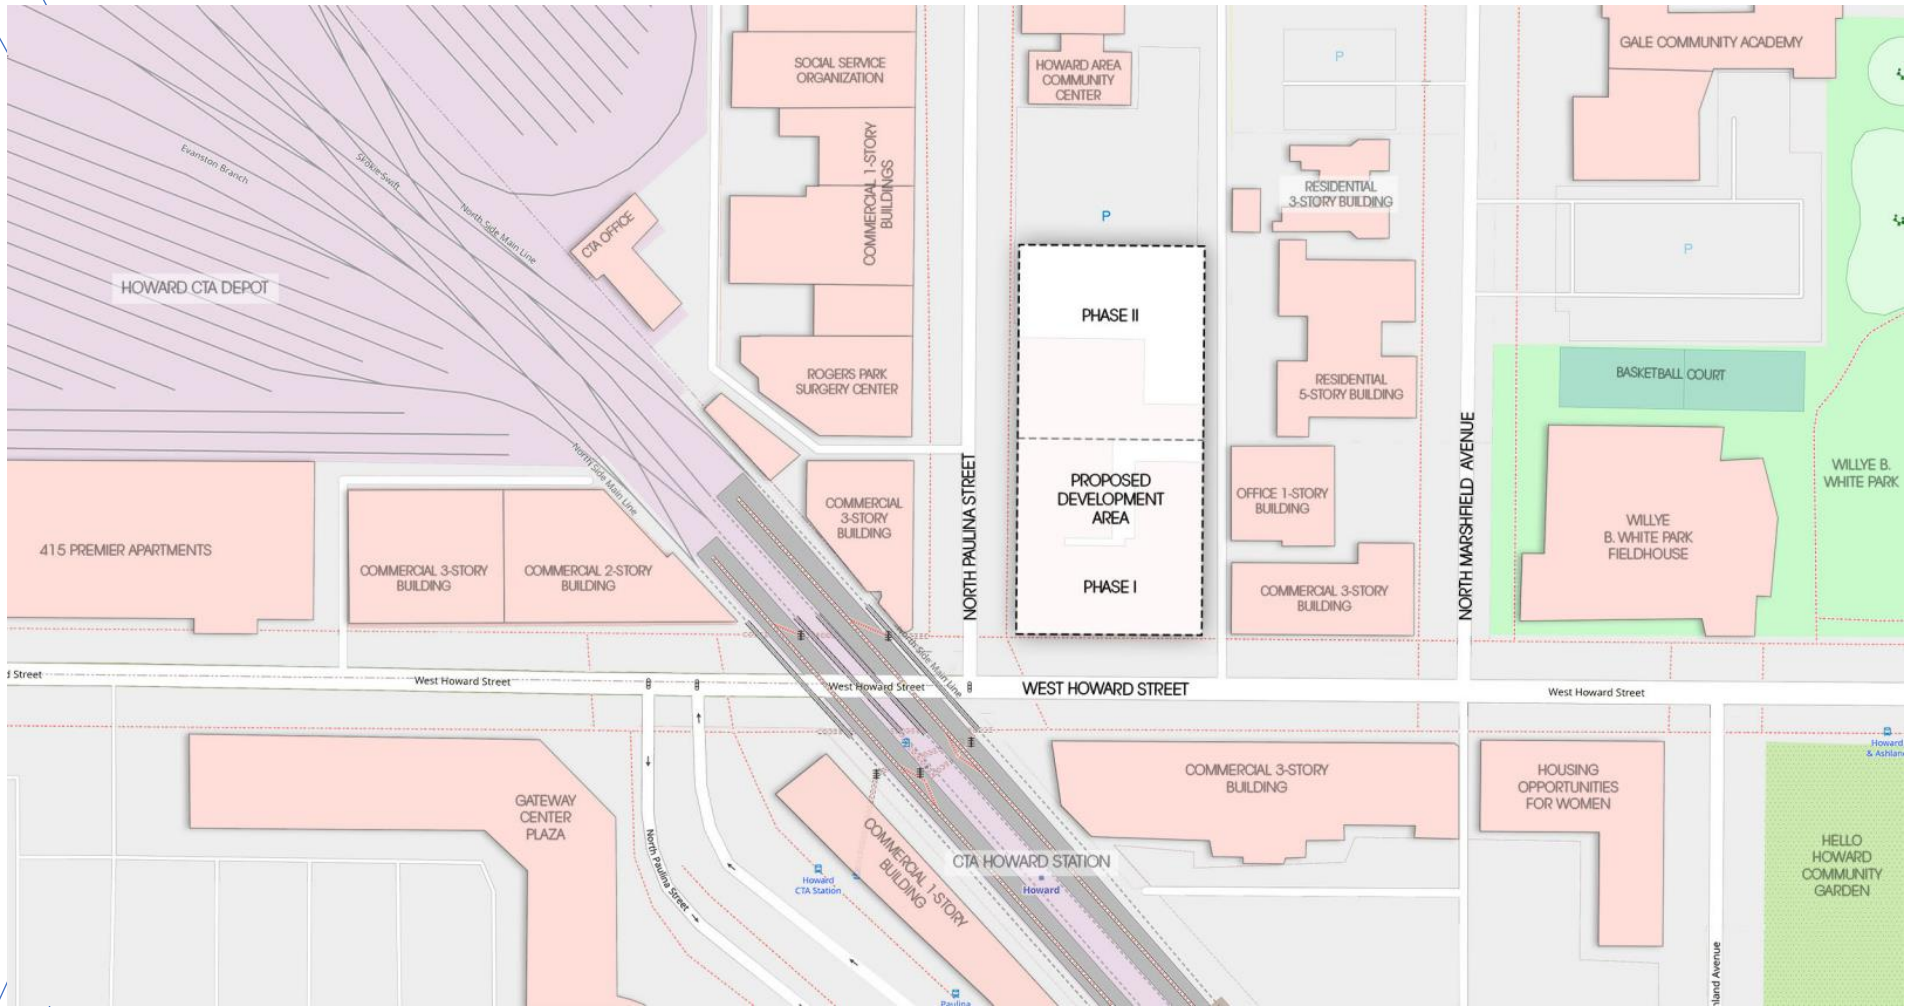 SOCIAL SERVICE
ORGANIZATION
HOWARD AREA
COMMUNITY
CENTER
P
GALE COMMUNITY ACADEMY
Evanston Branch
Skokie Swift
North Side Main Line
CTA OFFICE
COMMERCIAL 1-STORY
BUILDINGS
P
RESIDENTIAL
3-STORY BUILDING
P
HOWARD CTA DEPOT
PHASE II
ROGERS PARK
SURGERY CENTER
RESIDENTIAL
5-STORY BUILDING
BASKETBALL COURT
North Side Main Line
NORTH PAULINA STREET
PROPOSED
DEVELOPMENT
AREA
PHASE I
NORTH MARSHFIELD AVENUE
WILLYE B.
WHITE PARK
COMMERCIAL
3-STORY
BUILDING
OFFICE 1-STORY
BUILDING
WILLYE
B. WHITE PARK
FIELDHOUSE
415 PREMIER APARTMENTS
COMMERCIAL 3-STORY
BUILDING
COMMERCIAL 2-STORY
BUILDING
COMMERCIAL 3-STORY
BUILDING
North Side Main Line
d Street
West Howard Street
West Howard Street
WEST HOWARD STREET
West Howard Street
Howard
& Ashlan
GATEWAY
CENTER
PLAZA
COMMERCIAL 3-STORY
BUILDING
HOUSING
OPPORTUNITIES
FOR WOMEN
North Paulina Street
COMMERCIAL 1-STORY
BUILDING
CTA HOWARD STATION
Howard
Howard
CTA Station
HELLO
HOWARD
COMMUNITY
GARDEN
hland Avenue
Paulina